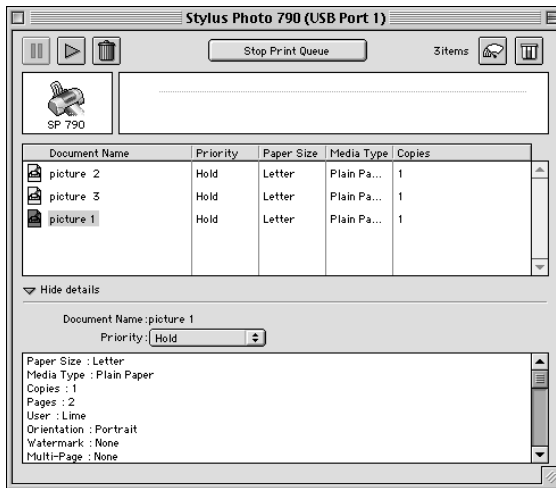 Stylus Photo 790 (USB Port 1)
Stop Print Queue
3items
SP 790
Document Name Priority Paper Size Media Type Copies
picture 2 Hold Letter Plain Pa... 1
picture 3 Hold Letter Plain Pa... 1
picture 1 Hold Letter Plain Pa... 1
Hide details
Document Name :picture 1
Priority : Hold
Paper Size : Letter
Media Type : Plain Paper
Copies : 1
Pages : 2
User : Lime
Orientation : Portrait
Watermark : None
Multi-Page : None